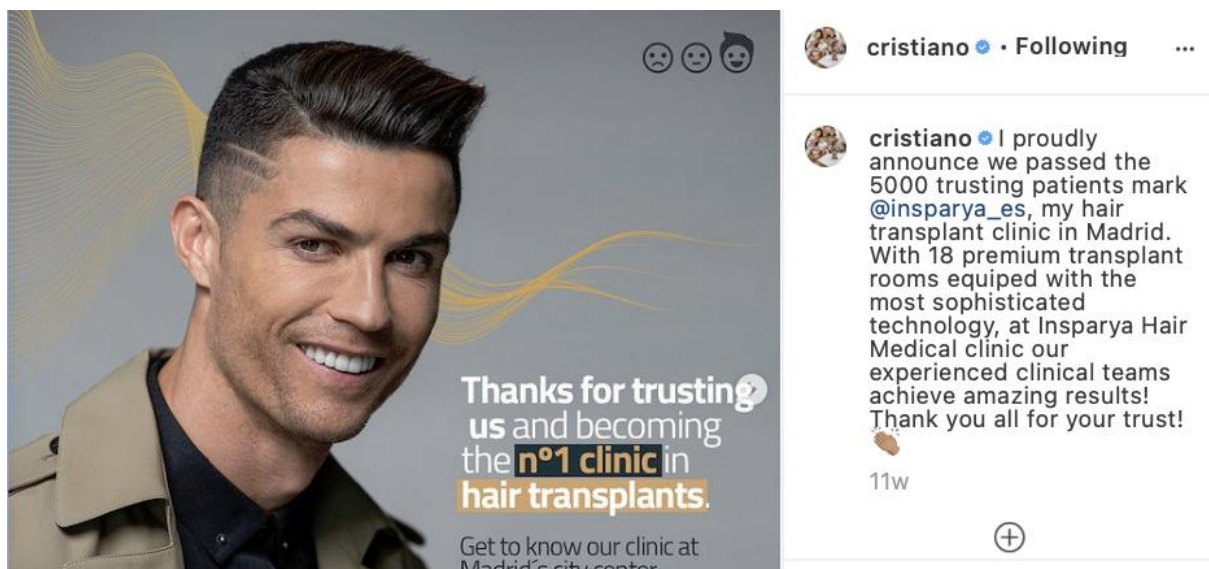 Thanks for trusting
us and becoming
the nº1 clinic in
hair transplants.
Get to know our clinic at
Madrid´s city center
cristiano • Following
cristiano I proudly
announce we passed the
5000 trusting patients mark
@insparya_es, my hair
transplant clinic in Madrid.
With 18 premium transplant
rooms equiped with the
most sophisticated
technology, at Insparya Hair
Medical clinic our
experienced clinical teams
achieve amazing results!
Thank you all for your trust!
👏🏽
11w